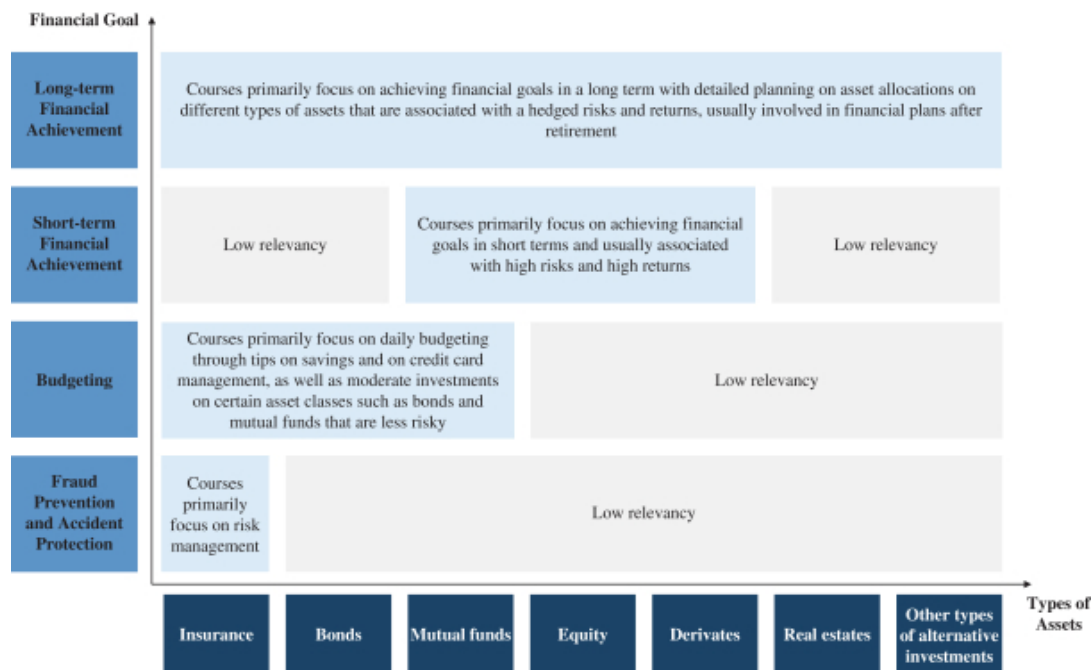 Financial Goal
Long-term
Financial
Achievement
Courses primarily focus on achieving financial goals in a long term with detailed planning on asset allocations on
different types of assets that are associated with a hedged risks and returns, usually involved in financial plans after
retirement
Short-term
Financial
Achievement
Low relevancy
Courses primarily focus on achieving financial
goals in short terms and usually associated
with high risks and high returns
Low relevancy
Budgeting
Courses primarily focus on daily budgeting
through tips on savings and on credit card
management, as well as moderate investments
on certain asset classes such as bonds and
mutual funds that are less risky
Low relevancy
Fraud
Prevention
and Accident
Protection
Courses
primarily
focus on risk
management
Low relevancy
Insurance
Bonds
Mutual funds
Equity
Derivates
Real estates
Other types
of alternative
investments
Types of
Assets